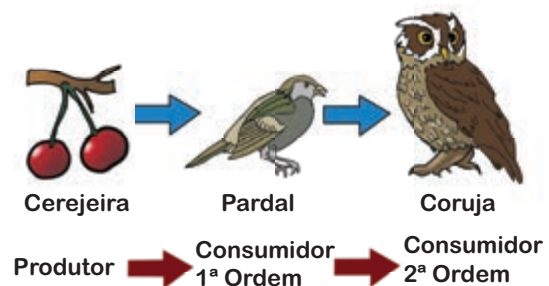 Cerejeira Pardal Coruja
Produtor Consumidor 1ª Ordem Consumidor 2ª Ordem